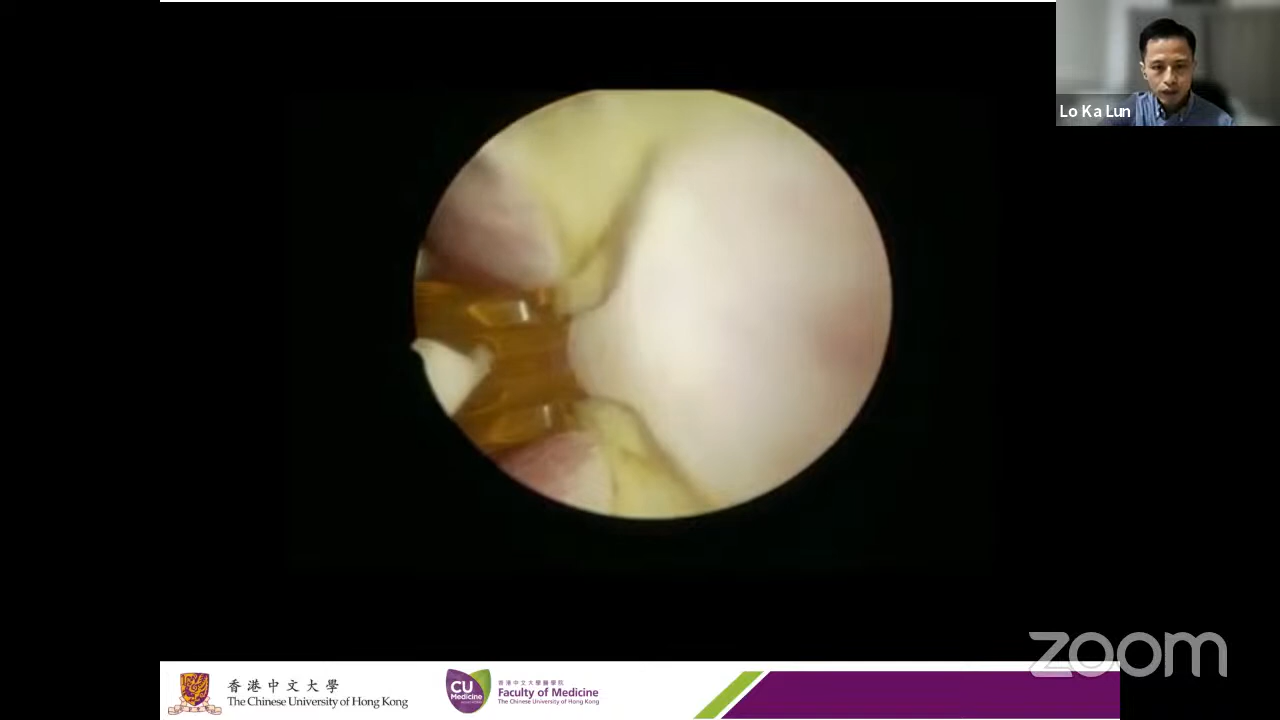 Lo Ka Lun
zoom
香港中文大學
The Chinese University of Hong Kong
CU
Medicine
香港中文大學醫學院
Faculty of Medicine
The Chinese University of Hong Kong